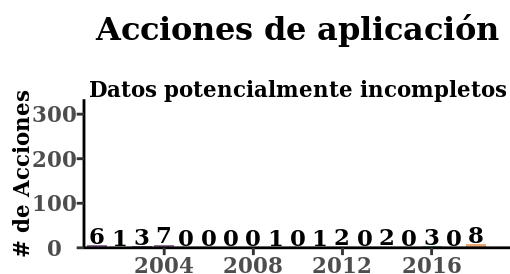 Acciones de aplicación
Datos potencialmente incompletos
# de Acciones
300
200
100
0
6 1 3 7 0 0 0 0 1 0 1 2 0 2 0 3 0 8
2004 2008 2012 2016